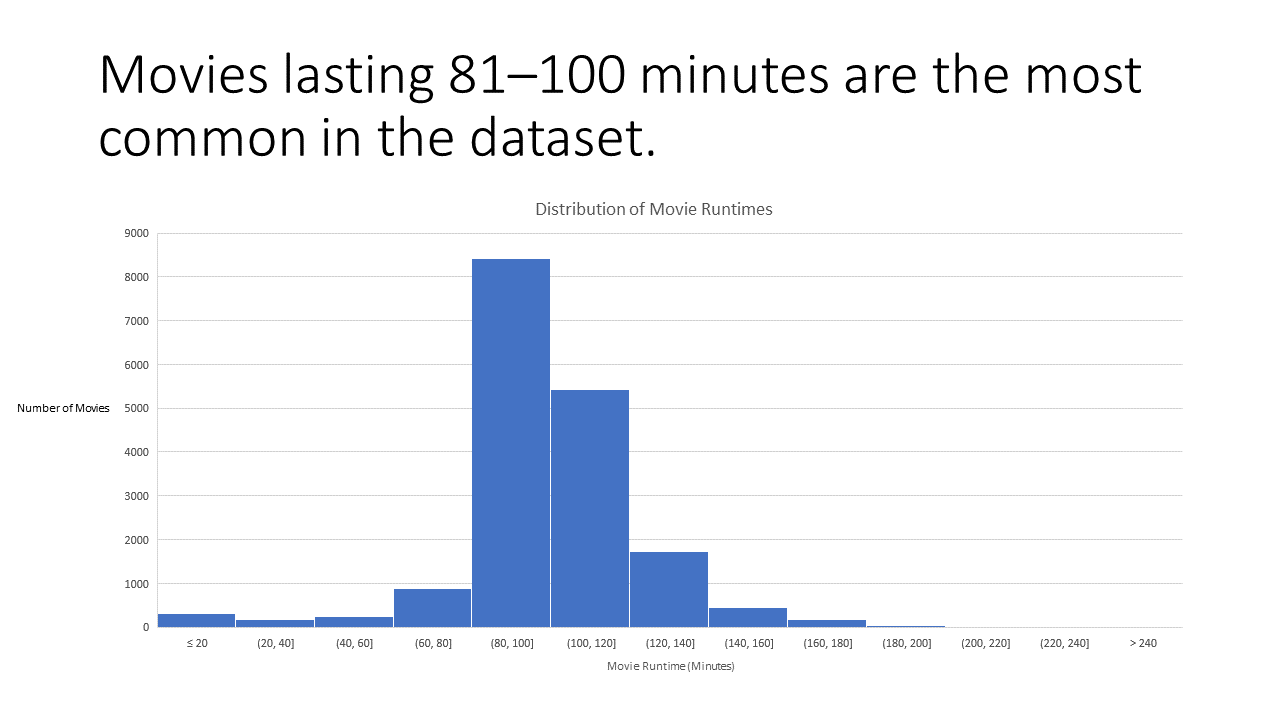 Movies lasting 81–100 minutes are the most
common in the dataset.
Distribution of Movie Runtimes
9000
8000
7000
6000
Number of Movies 5000
4000
3000
2000
1000
0
≤ 20 (20, 40] (40, 60] (60, 80] (80, 100] (100, 120] (120, 140] (140, 160] (160, 180] (180, 200] (200, 220] (220, 240] > 240
Movie Runtime (Minutes)